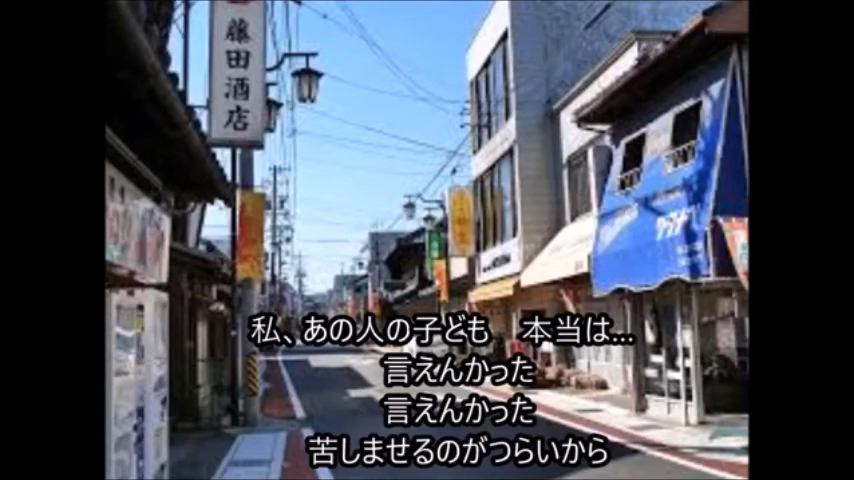 藤田酒店
私、あの人の子ども　本当は...
言えんかった
言えんかった
苦しませるのがつらいから